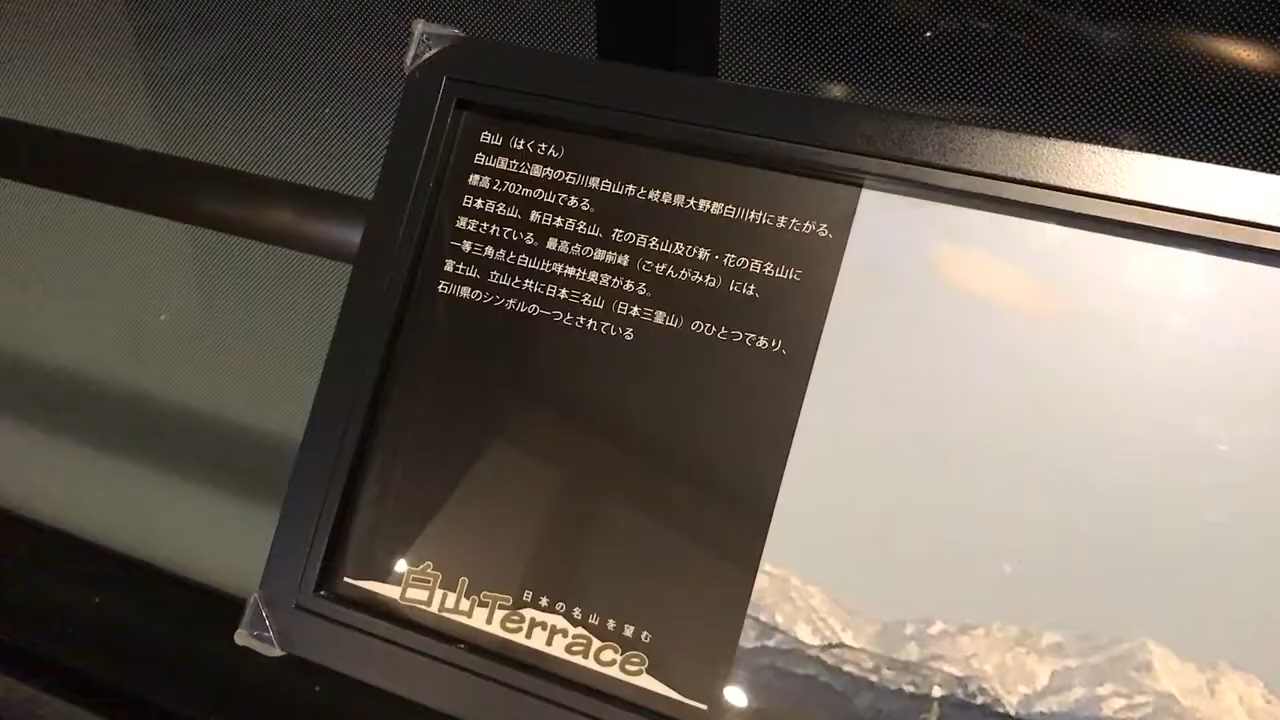 白山（はくさん）
白山国立公園内の石川県白山市と岐阜県大野郡白川村にまたがる、
標高 2,702mの山である。
日本百名山、新日本百名山、花の百名山及び新・花の百名山に
選定されている。最高点の御前峰（ごぜんがみね）には、
一等三角点と白山比咩神社奥宮がある。
富士山、立山と共に日本三名山（日本三霊山）のひとつであり、
石川県のシンボルの一つとされている
日本の名山を望む
白山Terrace